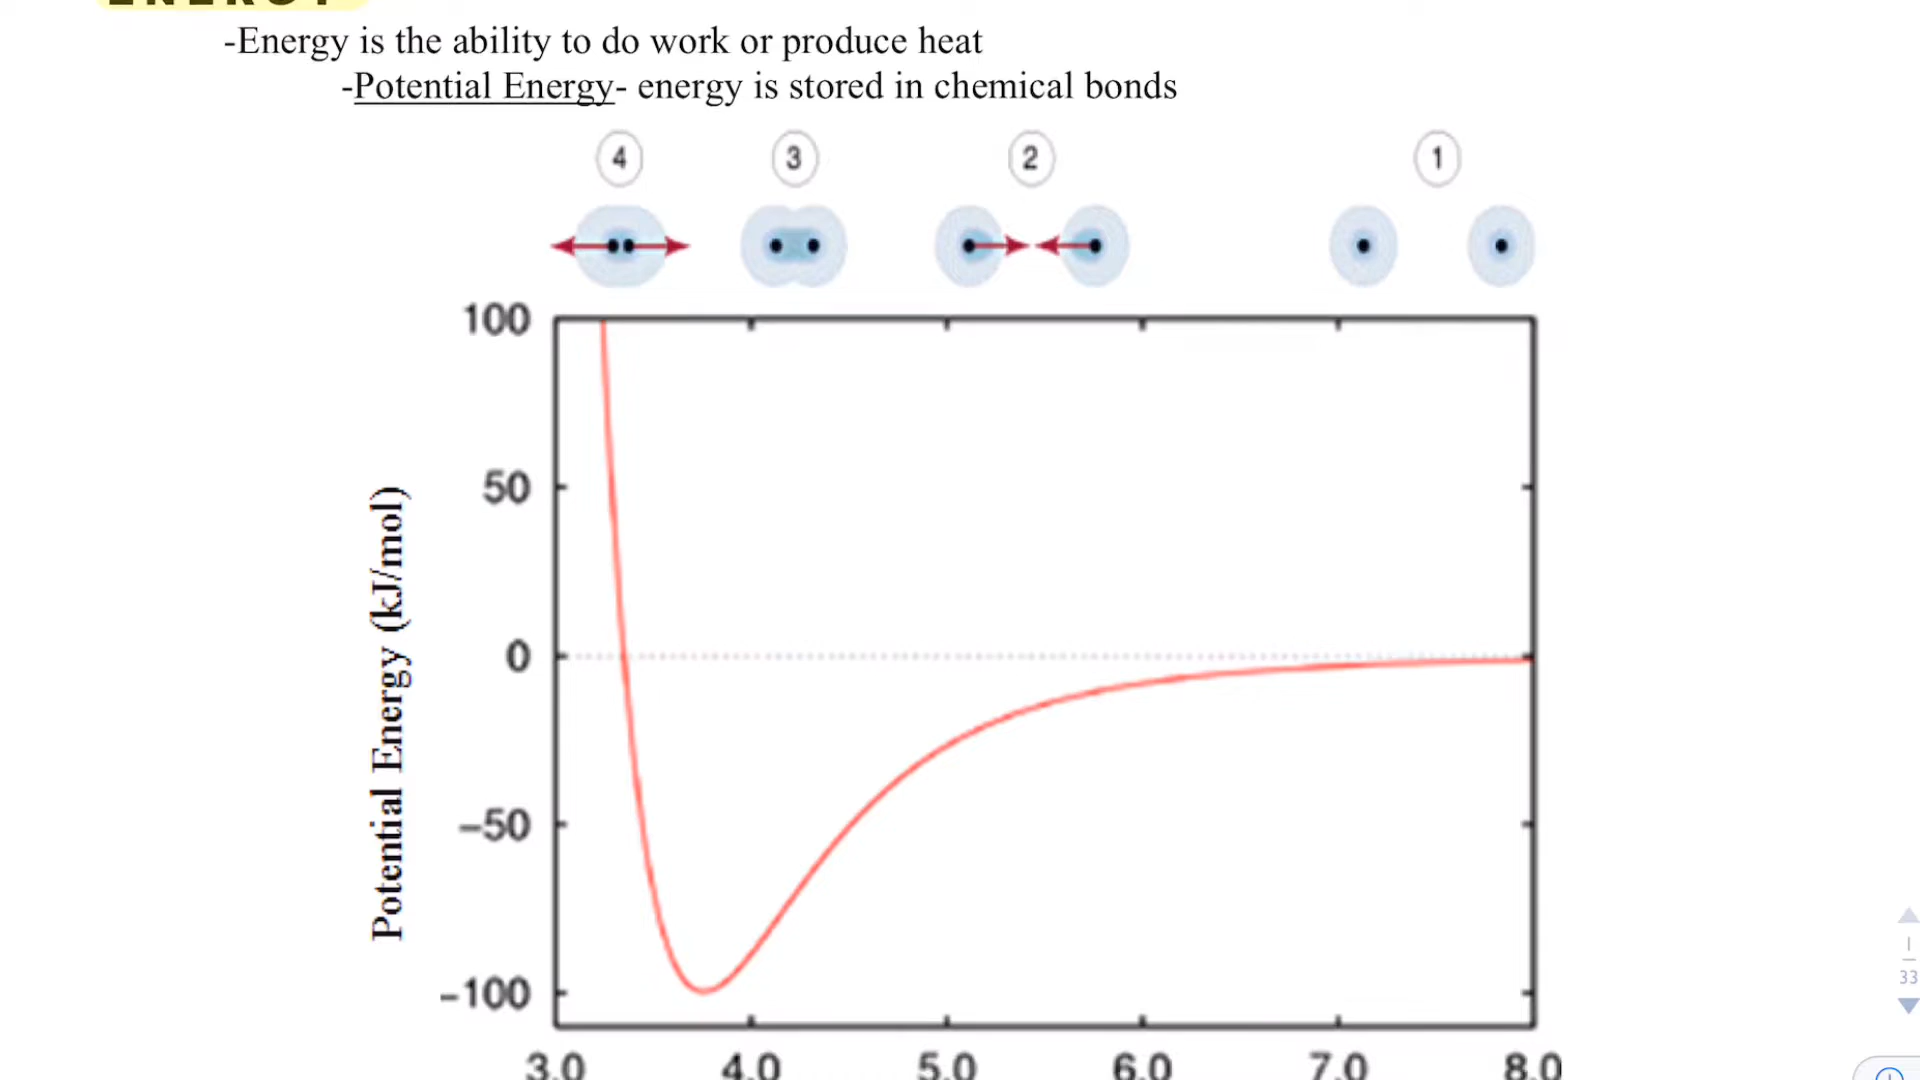 ENERGY
-Energy is the ability to do work or produce heat
-Potential Energy- energy is stored in chemical bonds
4 3 2 1
100
50
0
-50
-100
Potential Energy (kJ/mol)
3.0 4.0 5.0 6.0 7.0 8.0
1
33